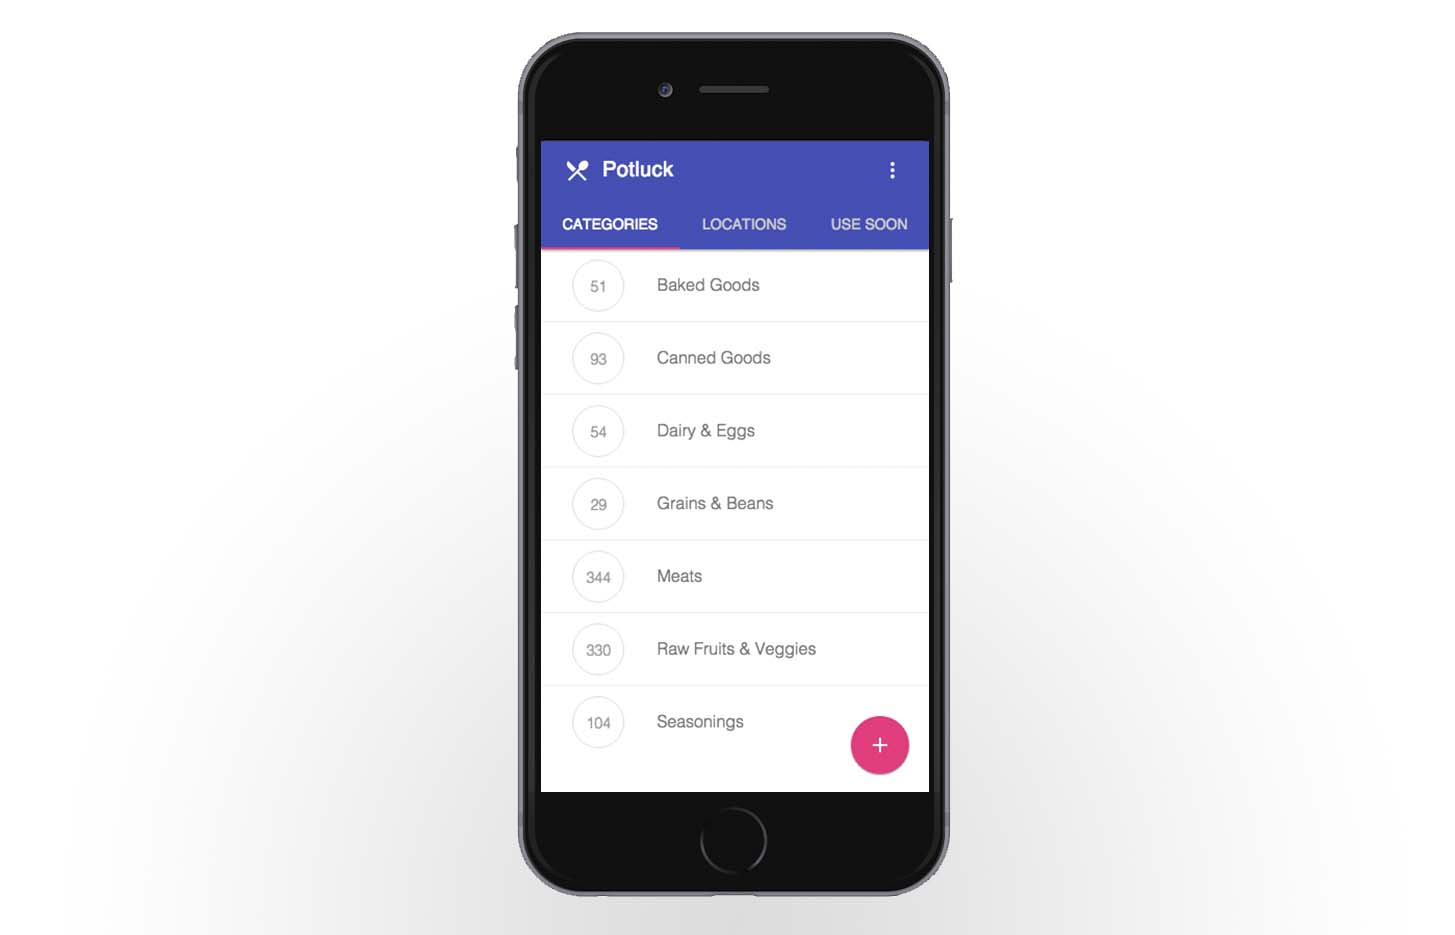 Potluck
CATEGORIES LOCATIONS USE SOON
51 Baked Goods
93 Canned Goods
54 Dairy & Eggs
29 Grains & Beans
344 Meats
330 Raw Fruits & Veggies
104 Seasonings
+